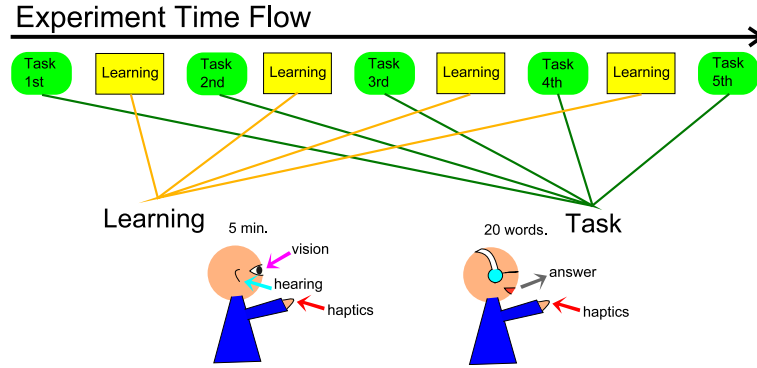 Experiment Time Flow
Task
1st
Learning
Task
2nd
Learning
Task
3rd
Learning
Task
4th
Learning
Task
5th
Learning
5 min.
vision
hearing
haptics
20 words.
Task
answer
haptics